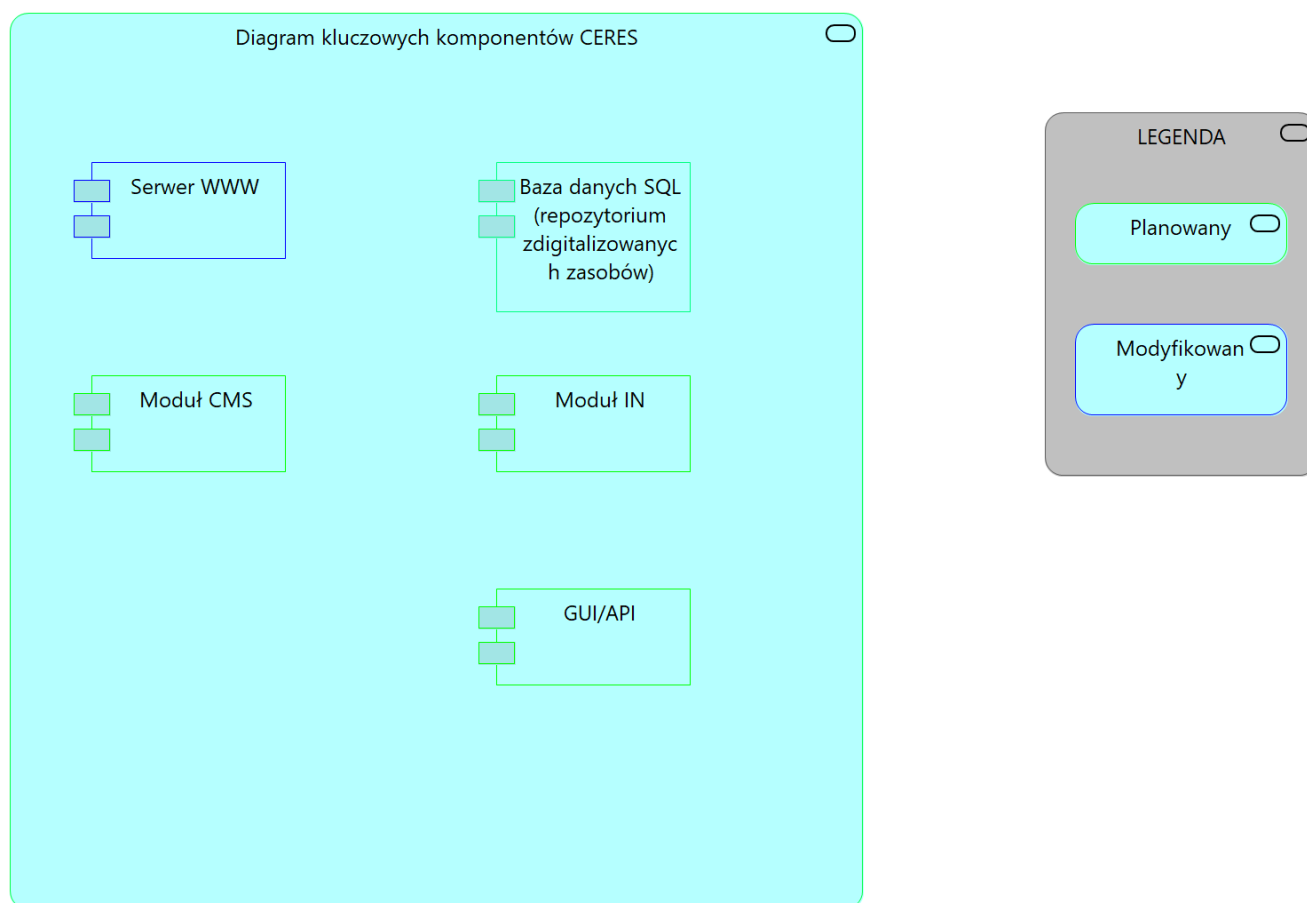 Diagram kluczowych komponentów CERES
Serwer WWW
Baza danych SQL
(repozytorium
zdigitalizowanyc
h zasobów)
Moduł CMS
Moduł IN
GUI/API
LEGENDA
Planowany
Modyfikowan
y